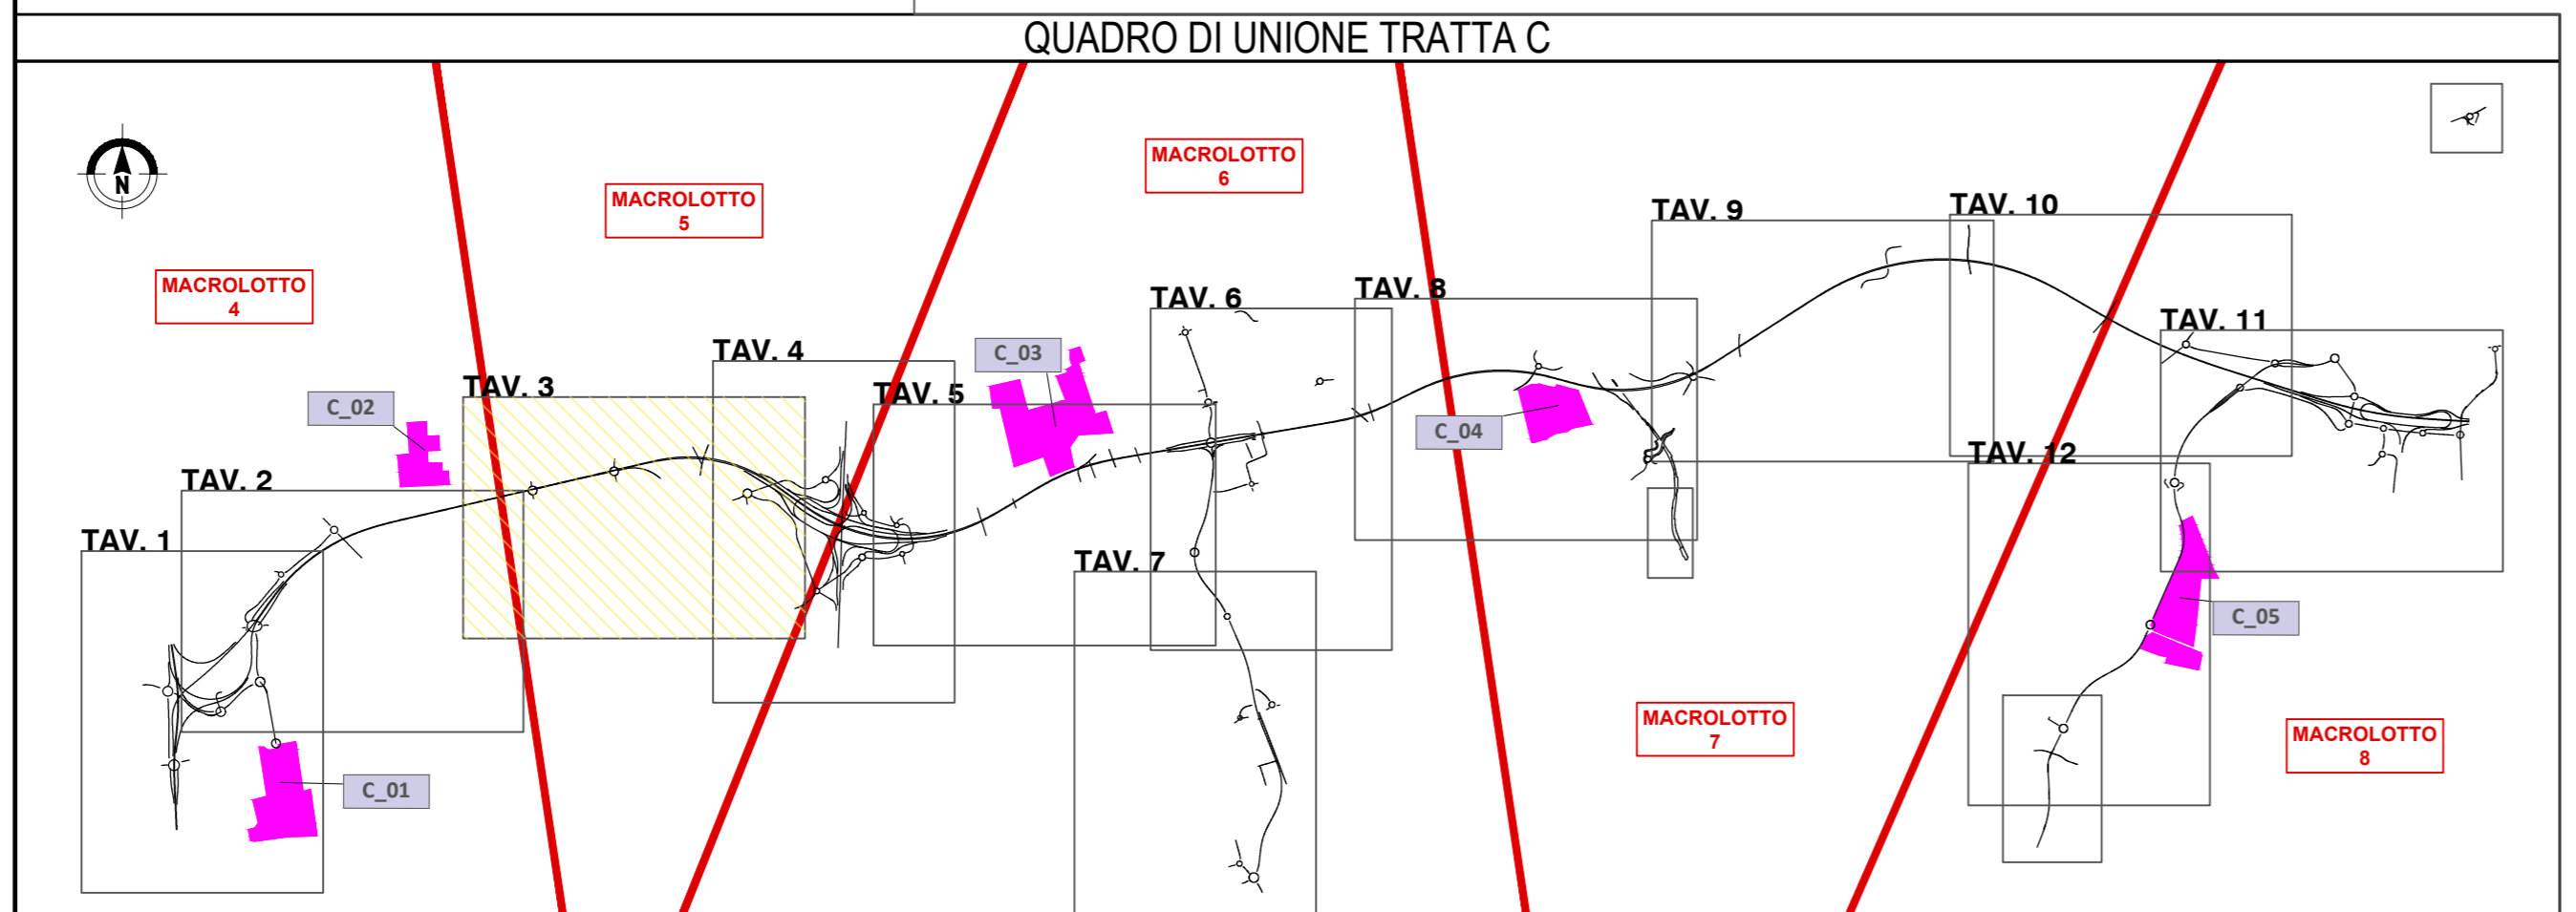 QUADRO DI UNIONE TRATTA C
N
MACROLOTTO
4
MACROLOTTO
5
MACROLOTTO
6
MACROLOTTO
7
MACROLOTTO
8
TAV. 1
TAV. 2
TAV. 3
TAV. 4
TAV. 5
TAV. 6
TAV. 7
TAV. 8
TAV. 9
TAV. 10
TAV. 11
TAV. 12
C_01
C_02
C_03
C_04
C_05